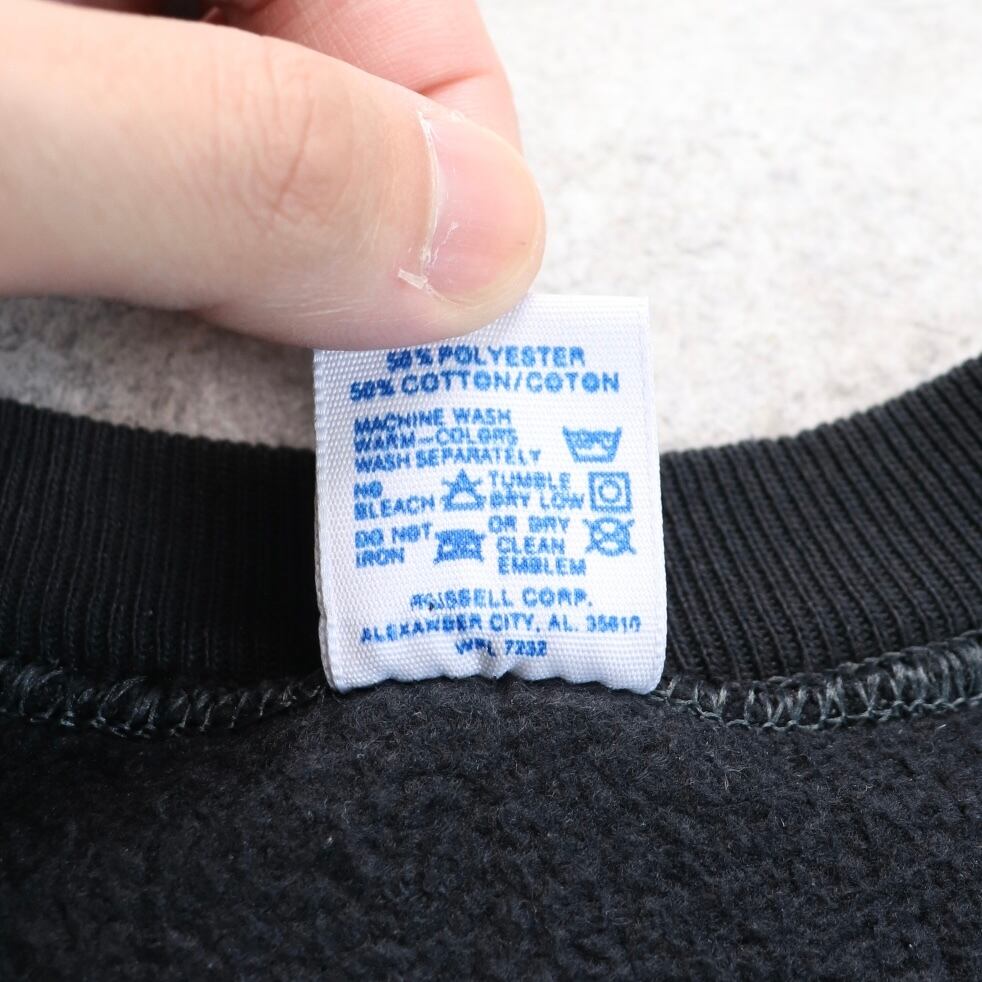 50% POLYESTER
50% COTTON/COTON
MACHINE WASH
WARM-COLORS
WASH SEPARATELY
NO
BLEACH
TUMBLE
DRY LOW
DO NOT
IRON
OR DRY
CLEAN
EMBLEM
RUSSELL CORP.
ALEXANDER CITY, AL. 35010
WPL 7232